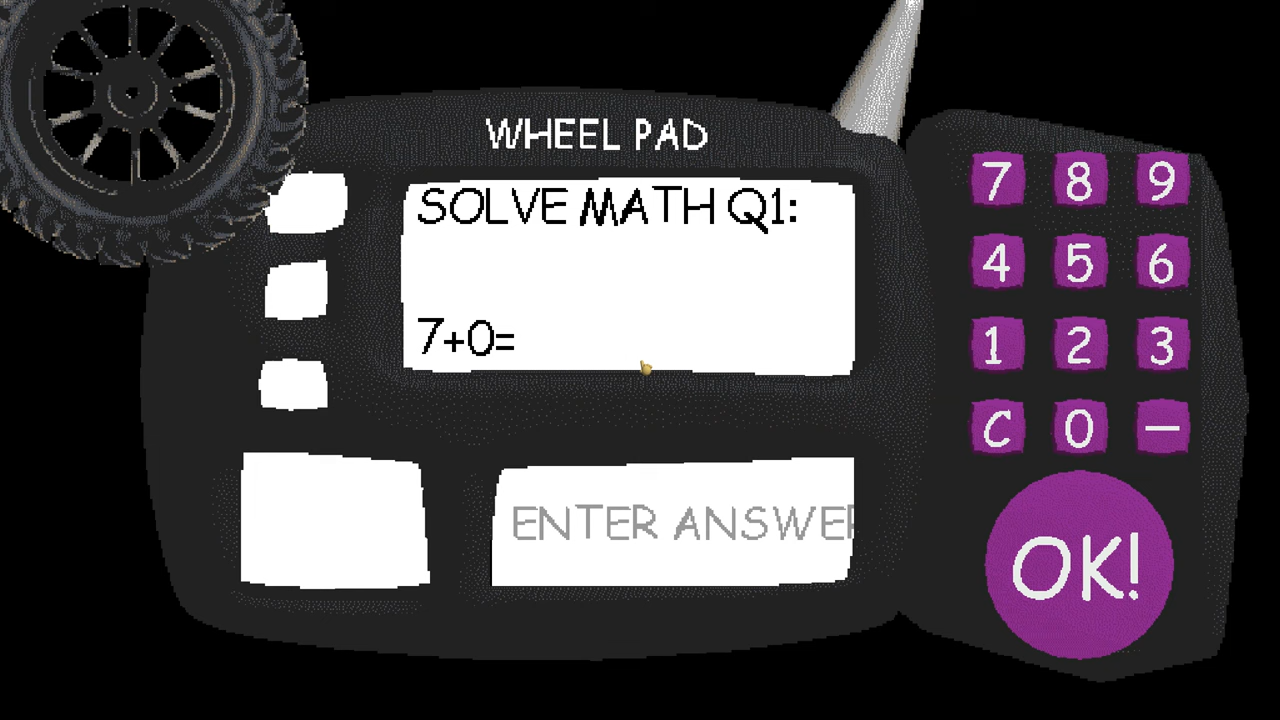 WHEEL PAD
SOLVE MATH Q1:
7+0=
ENTER ANSWER
7 8 9
4 5 6
1 2 3
C 0 —
OK!